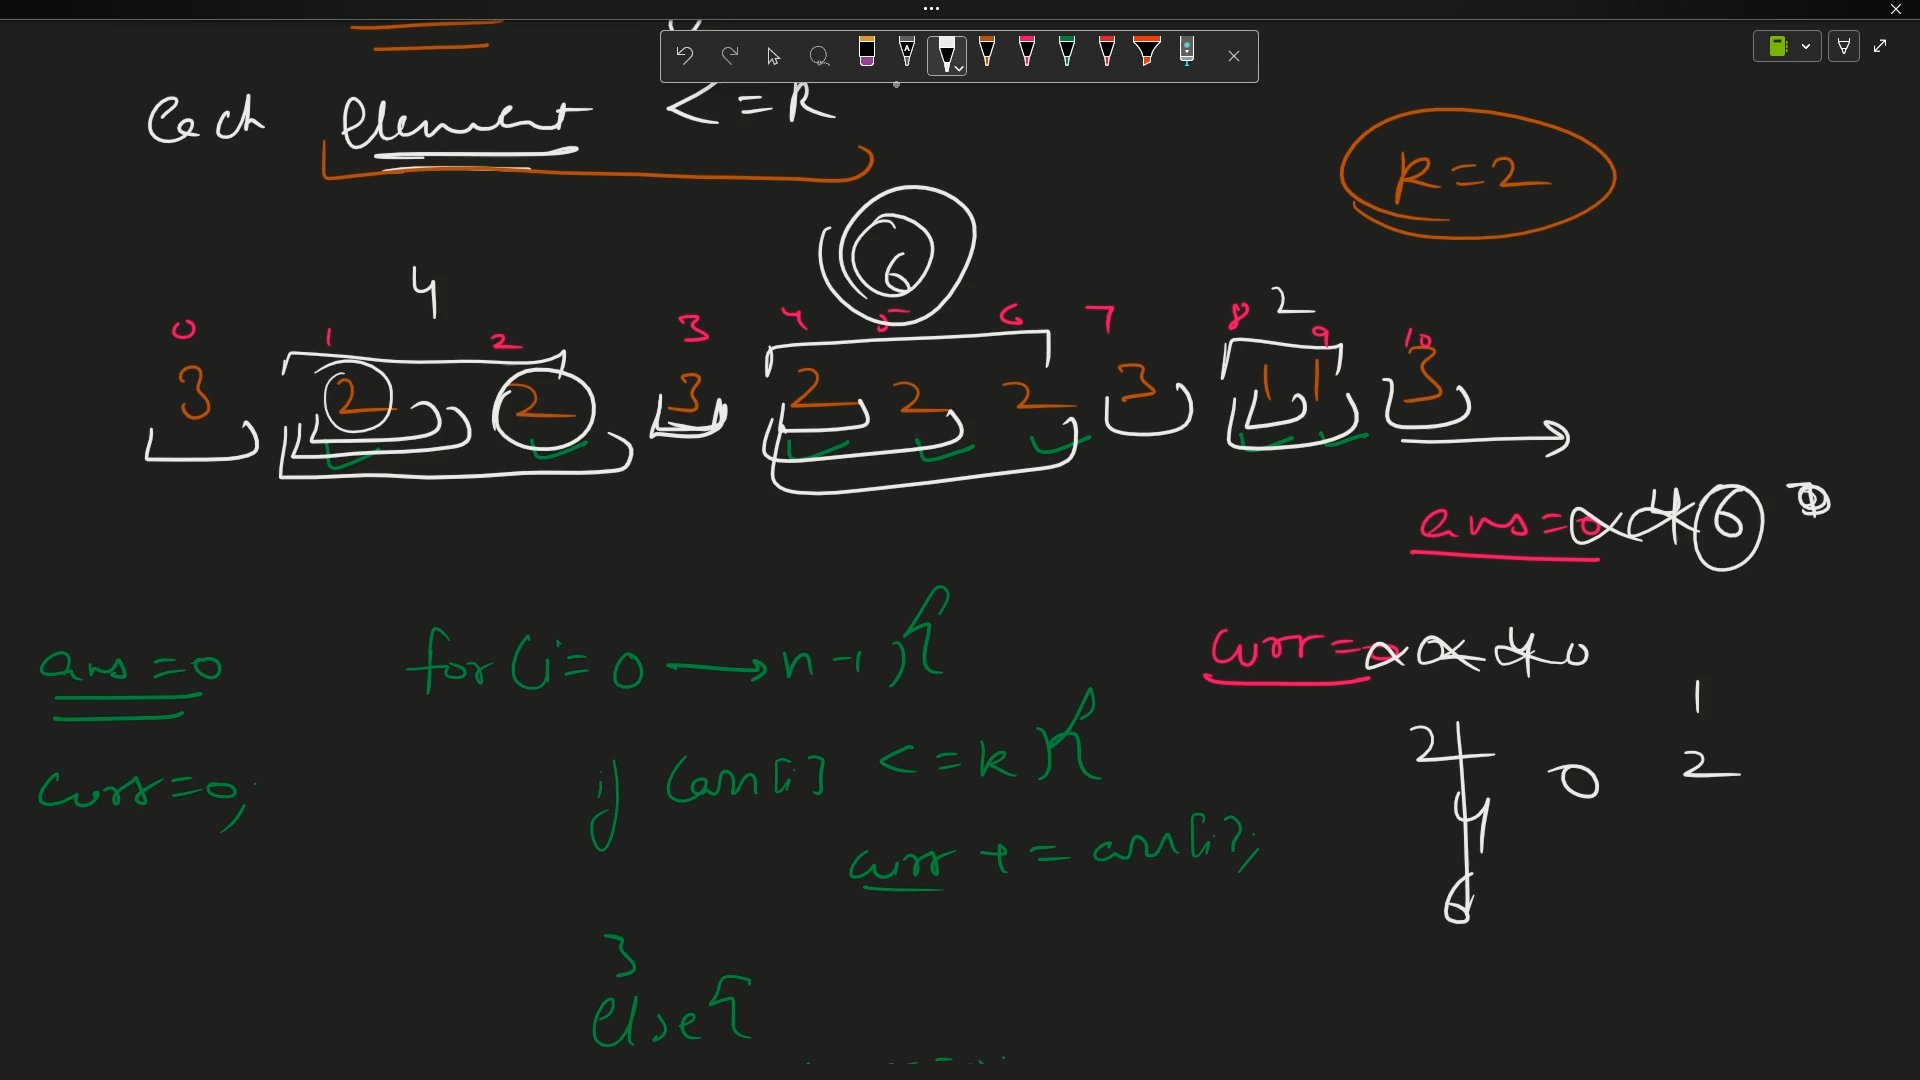 Each element <= K
K=2
4 6 2
0 1 2 3 4 5 6 7 8 9 10
3 2 2 3 2 2 2 3 1 1 3
ans=0 4 6
curr=0 0 4 0
ans=0 for(i=0 → n-1){
curr=0;
if (arr[i] <=k){
curr += arr[i];
}
else{
2 0 1
4 2
6